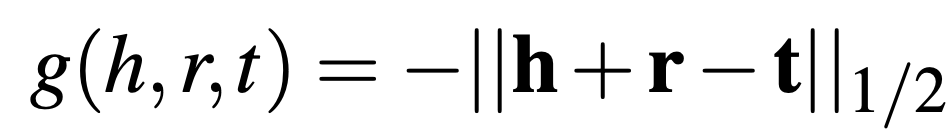 g(h,r,t) = −||𝐡+𝐫−𝐭||₁/₂